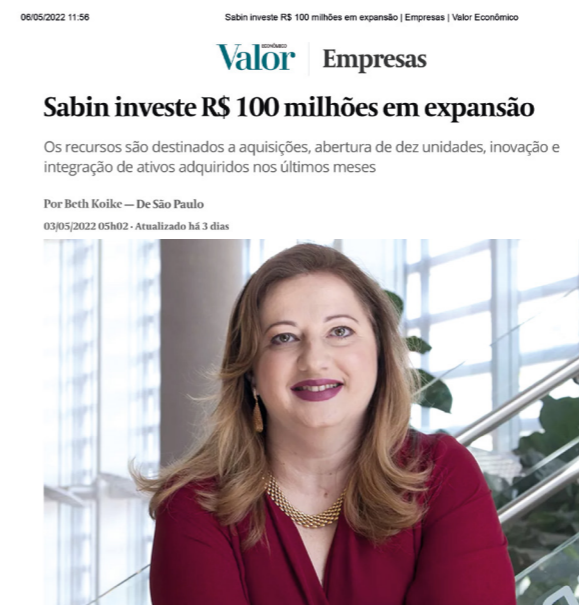 06/05/2022 11:56
Sabin investe R$ 100 milhões em expansão | Empresas | Valor Econômico
Valor ECONÔMICO
Empresas
Sabin investe R$ 100 milhões em expansão
Os recursos são destinados a aquisições, abertura de dez unidades, inovação e
integração de ativos adquiridos nos últimos meses
Por Beth Koike — De São Paulo
03/05/2022 05h02 · Atualizado há 3 dias